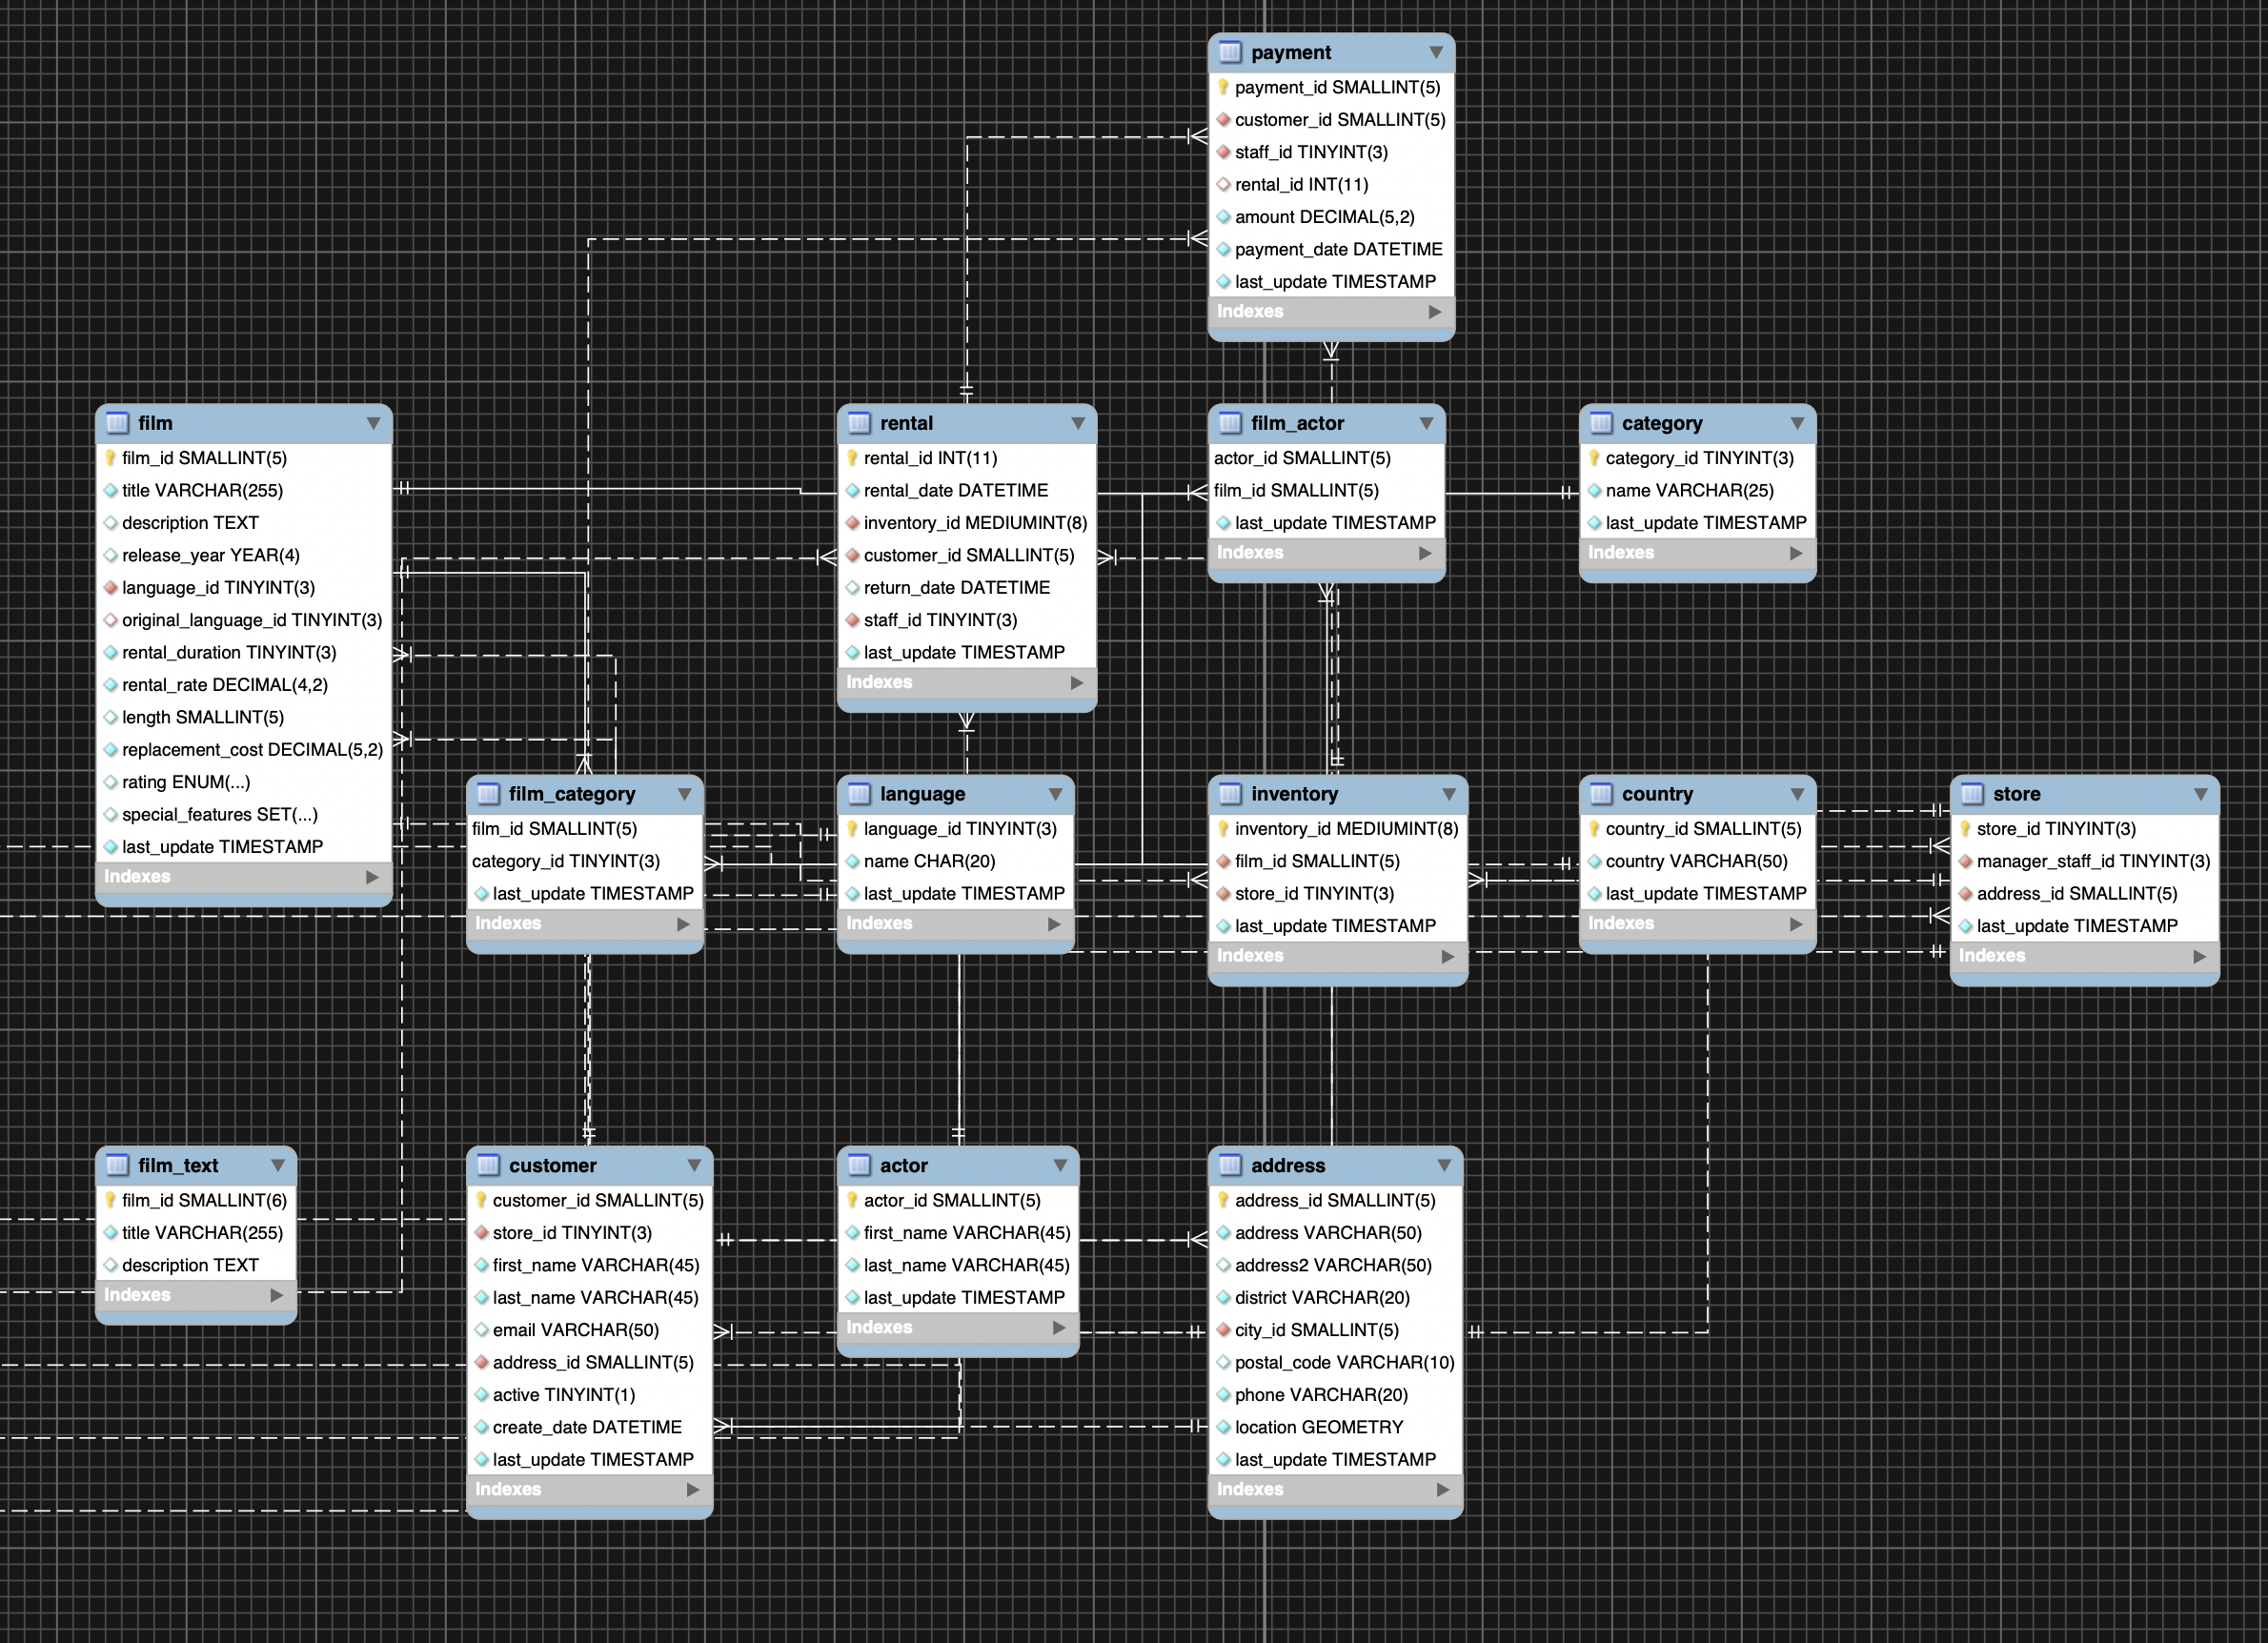 payment
payment_id SMALLINT(5)
customer_id SMALLINT(5)
staff_id TINYINT(3)
rental_id INT(11)
amount DECIMAL(5,2)
payment_date DATETIME
last_update TIMESTAMP
Indexes
film
film_id SMALLINT(5)
title VARCHAR(255)
description TEXT
release_year YEAR(4)
language_id TINYINT(3)
original_language_id TINYINT(3)
rental_duration TINYINT(3)
rental_rate DECIMAL(4,2)
length SMALLINT(5)
replacement_cost DECIMAL(5,2)
rating ENUM(...)
special_features SET(...)
last_update TIMESTAMP
Indexes
rental
rental_id INT(11)
rental_date DATETIME
inventory_id MEDIUMINT(8)
customer_id SMALLINT(5)
return_date DATETIME
staff_id TINYINT(3)
last_update TIMESTAMP
Indexes
film_actor
actor_id SMALLINT(5)
film_id SMALLINT(5)
last_update TIMESTAMP
Indexes
category
category_id TINYINT(3)
name VARCHAR(25)
last_update TIMESTAMP
Indexes
film_category
film_id SMALLINT(5)
category_id TINYINT(3)
last_update TIMESTAMP
Indexes
language
language_id TINYINT(3)
name CHAR(20)
last_update TIMESTAMP
Indexes
inventory
inventory_id MEDIUMINT(8)
film_id SMALLINT(5)
store_id TINYINT(3)
last_update TIMESTAMP
Indexes
country
country_id SMALLINT(5)
country VARCHAR(50)
last_update TIMESTAMP
Indexes
store
store_id TINYINT(3)
manager_staff_id TINYINT(3)
address_id SMALLINT(5)
last_update TIMESTAMP
Indexes
film_text
film_id SMALLINT(6)
title VARCHAR(255)
description TEXT
Indexes
customer
customer_id SMALLINT(5)
store_id TINYINT(3)
first_name VARCHAR(45)
last_name VARCHAR(45)
email VARCHAR(50)
address_id SMALLINT(5)
active TINYINT(1)
create_date DATETIME
last_update TIMESTAMP
Indexes
actor
actor_id SMALLINT(5)
first_name VARCHAR(45)
last_name VARCHAR(45)
last_update TIMESTAMP
Indexes
address
address_id SMALLINT(5)
address VARCHAR(50)
address2 VARCHAR(50)
district VARCHAR(20)
city_id SMALLINT(5)
postal_code VARCHAR(10)
phone VARCHAR(20)
location GEOMETRY
last_update TIMESTAMP
Indexes